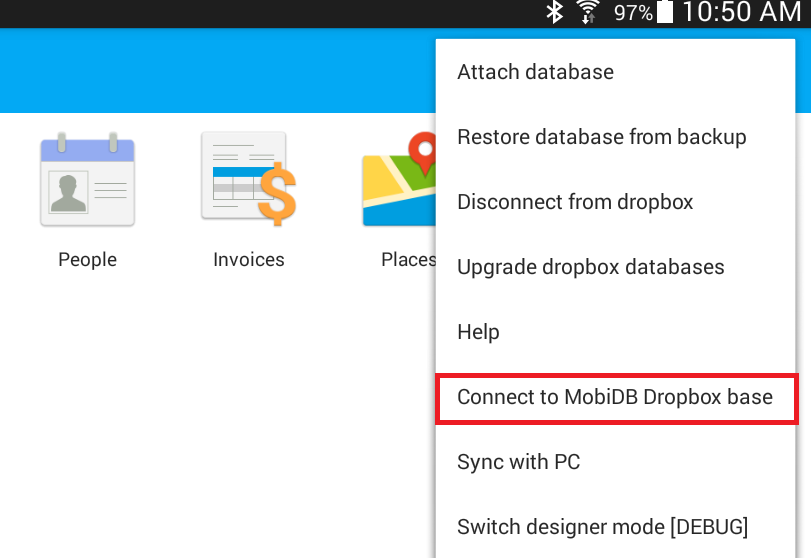 97% 10:50 AM
Attach database
Restore database from backup
Disconnect from dropbox
Upgrade dropbox databases
Help
Connect to MobiDB Dropbox base
Sync with PC
Switch designer mode [DEBUG]
People
Invoices
Places
$